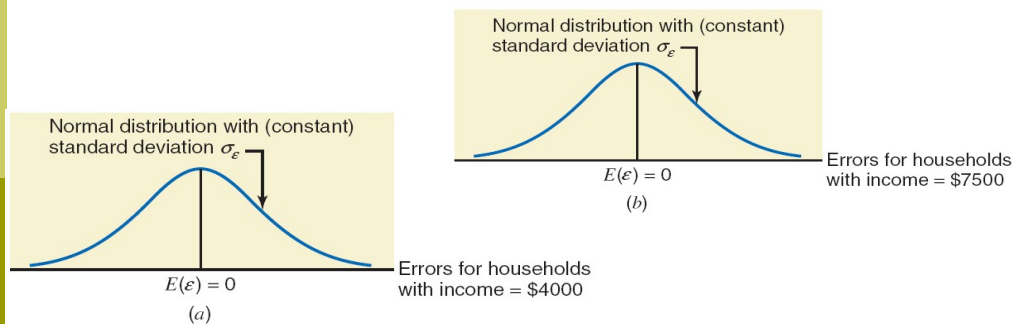 Normal distribution with (constant)
standard deviation σε
E(ε) = 0
(a)
Errors for households
with income = $4000
Normal distribution with (constant)
standard deviation σε
E(ε) = 0
(b)
Errors for households
with income = $7500